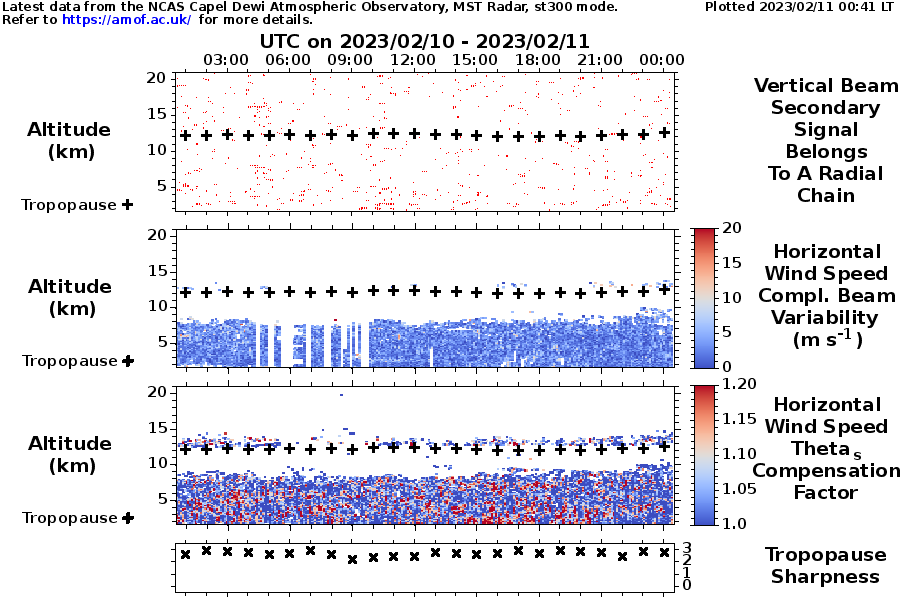 Latest data from the NCAS Capel Dewi Atmospheric Observatory, MST Radar, st300 mode.
Plotted 2023/02/11 00:41 LT
Refer to https://amof.ac.uk/ for more details.
UTC on 2023/02/10 - 2023/02/11
03:00 06:00 09:00 12:00 15:00 18:00 21:00 00:00
20
15
10
5
Altitude
(km)
Tropopause +
Vertical Beam
Secondary
Signal
Belongs
To A Radial
Chain
20
15
10
5
Altitude
(km)
Tropopause +
20
15
10
5
0
Horizontal
Wind Speed
Compl. Beam
Variability
(m s-1)
20
15
10
5
Altitude
(km)
Tropopause +
1.20
1.15
1.10
1.05
1.0
Horizontal
Wind Speed
Theta s
Compensation
Factor
3
2
1
0
Tropopause
Sharpness